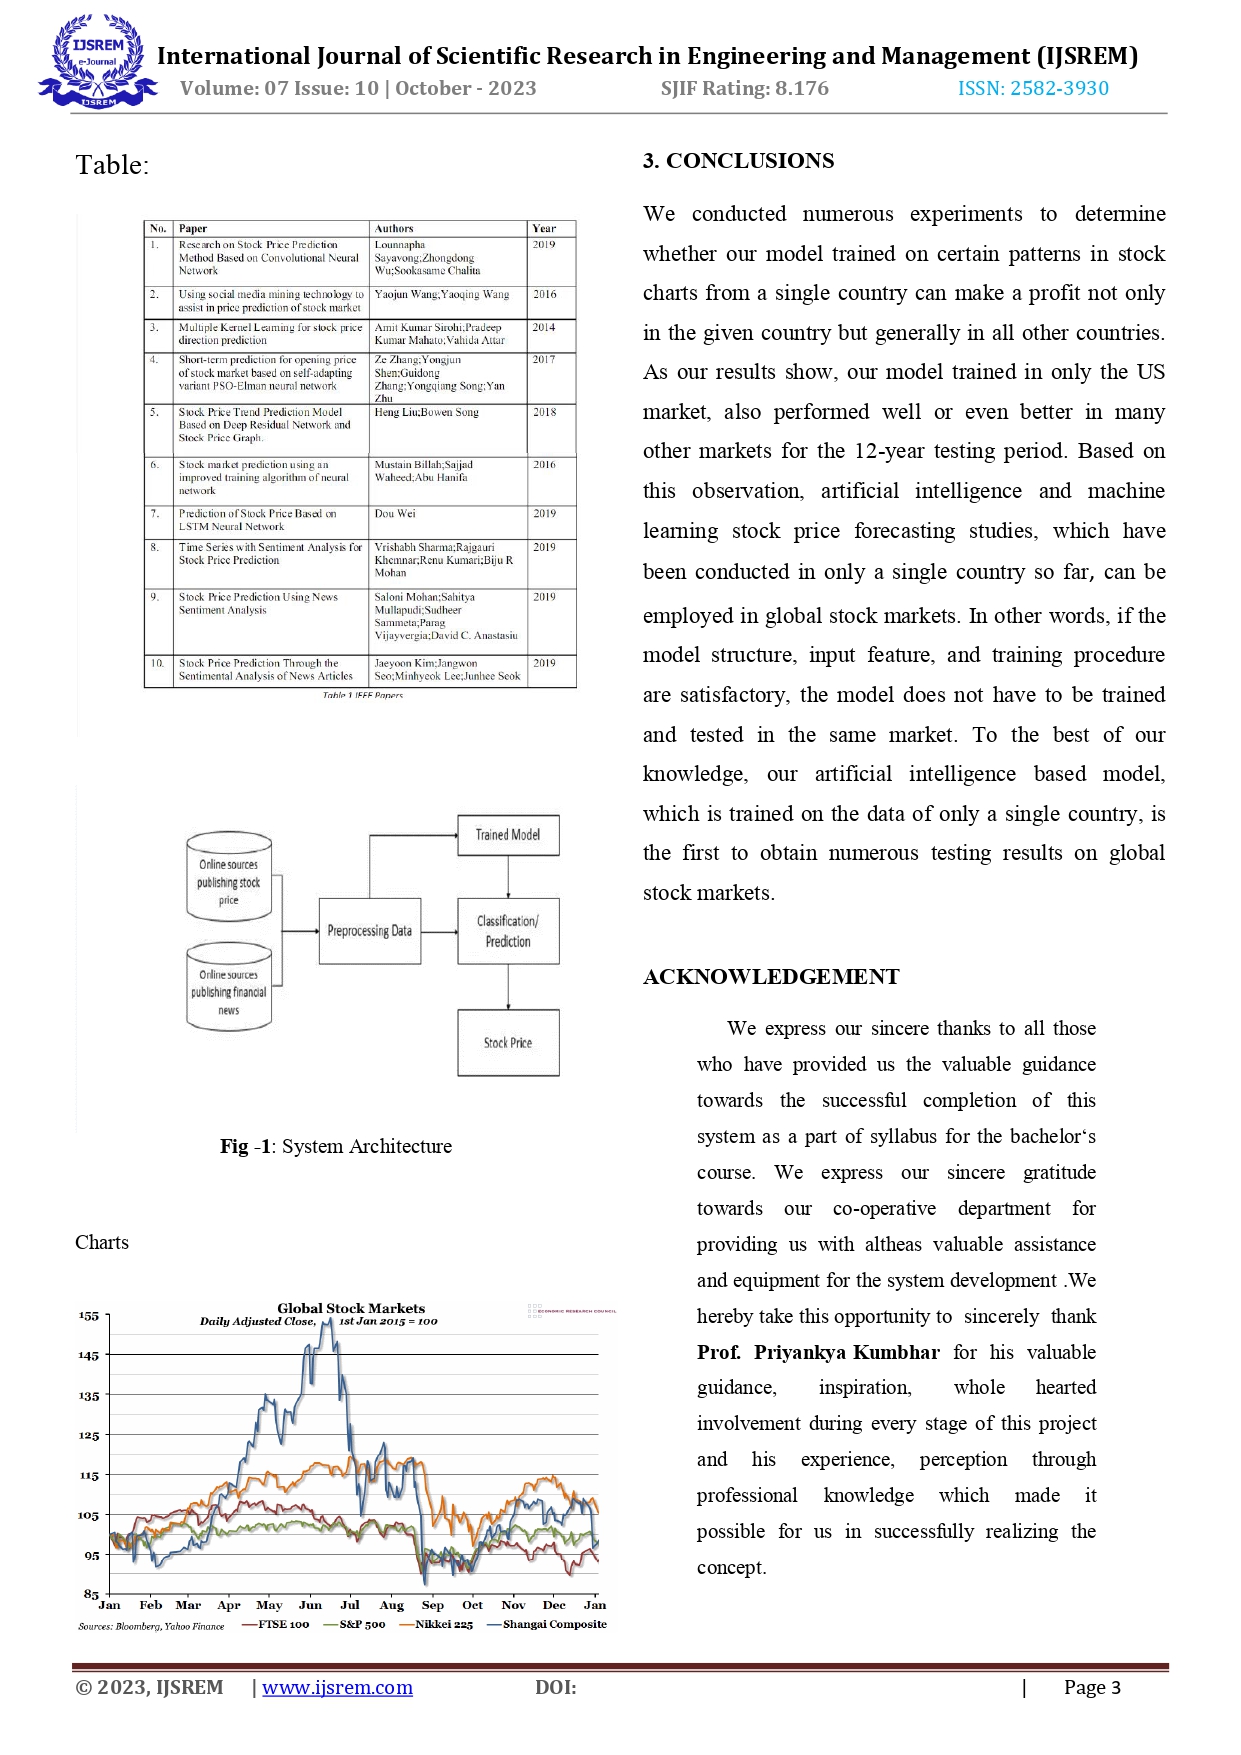 IJSREM
e-Journal
IJSREM
International Journal of Scientific Research in Engineering and Management (IJSREM)
Volume: 07 Issue: 10 | October - 2023 SJIF Rating: 8.176 ISSN: 2582-3930
Table:
No. Paper Authors Year
1. Research on Stock Price Prediction Lounnapha 2019
Method Based on Convolutional Neural Sayavong;Zhongdong
Network Wu;Sookasame Chalita
2. Using social media mining technology to Yaojun Wang;Yaoqing Wang 2016
assist in price prediction of stock market
3. Multiple Kernel Learning for stock price Amit Kumar Sirohi;Pradeep 2014
direction prediction Kumar Mahato;Vahida Attar
4. Short-term prediction for opening price Ze Zhang;Yongjun 2017
of stock market based on self-adapting Shen;Guidong
variant PSO-Elman neural network Zhang;Yongqiang Song;Yan
Zhu
5. Stock Price Trend Prediction Model Heng Liu;Bowen Song 2018
Based on Deep Residual Network and
Stock Price Graph.
6. Stock market prediction using an Mustain Billah;Sajjad 2016
improved training algorithm of neural Waheed;Abu Hanifa
network
7. Prediction of Stock Price Based on Dou Wei 2019
LSTM Neural Network
8. Time Series with Sentiment Analysis for Vrishabh Sharma;Rajgauri 2019
Stock Price Prediction Khemnar;Renu Kumari;Biju R
Mohan
9. Stock Price Prediction Using News Saloni Mohan;Sahitya 2019
Sentiment Analysis Mullapudi;Sudheer
Sammeta;Parag
Vijayvergia;David C. Anastasiu
10. Stock Price Prediction Through the Jaeyoon Kim;Jangwon 2019
Sentimental Analysis of News Articles Seo;Minhyeok Lee;Junhee Seok
Table 1 IEEE Papers
Online sources
publishing stock
price
Online sources
publishing financial
news
Preprocessing Data
Trained Model
Classification/
Prediction
Stock Price
Fig -1: System Architecture
Charts
Global Stock Markets
Daily Adjusted Close, 1st Jan 2015 = 100
ECONOMIC RESEARCH COUNCIL
155
145
135
125
115
105
95
85
Jan Feb Mar Apr May Jun Jul Aug Sep Oct Nov Dec Jan
Sources: Bloomberg, Yahoo Finance FTSE 100 S&P 500 Nikkei 225 Shangai Composite
3. CONCLUSIONS
We conducted numerous experiments to determine
whether our model trained on certain patterns in stock
charts from a single country can make a profit not only
in the given country but generally in all other countries.
As our results show, our model trained in only the US
market, also performed well or even better in many
other markets for the 12-year testing period. Based on
this observation, artificial intelligence and machine
learning stock price forecasting studies, which have
been conducted in only a single country so far, can be
employed in global stock markets. In other words, if the
model structure, input feature, and training procedure
are satisfactory, the model does not have to be trained
and tested in the same market. To the best of our
knowledge, our artificial intelligence based model,
which is trained on the data of only a single country, is
the first to obtain numerous testing results on global
stock markets.
ACKNOWLEDGEMENT
We express our sincere thanks to all those
who have provided us the valuable guidance
towards the successful completion of this
system as a part of syllabus for the bachelor‘s
course. We express our sincere gratitude
towards our co-operative department for
providing us with altheas valuable assistance
and equipment for the system development .We
hereby take this opportunity to sincerely thank
Prof. Priyankya Kumbhar for his valuable
guidance, inspiration, whole hearted
involvement during every stage of this project
and his experience, perception through
professional knowledge which made it
possible for us in successfully realizing the
concept.
© 2023, IJSREM | www.ijsrem.com DOI: | Page 3